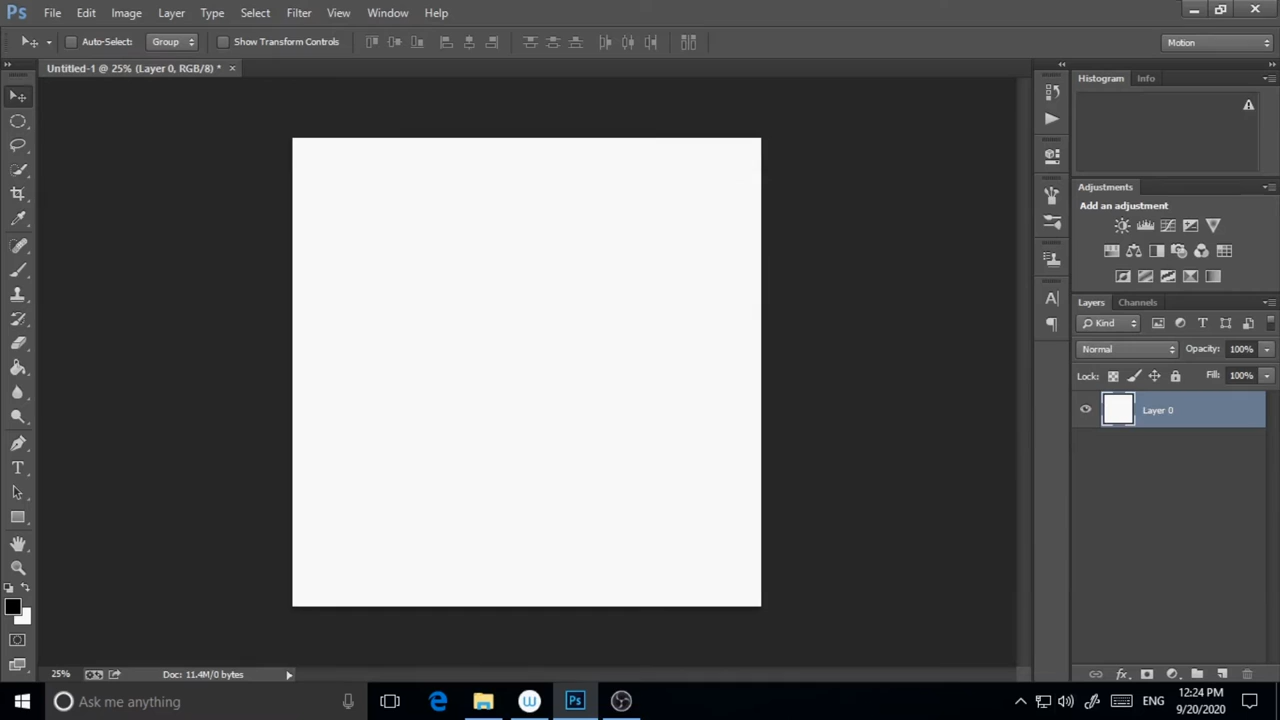 Ps File Edit Image Layer Type Select Filter View Window Help
Auto-Select: Group Show Transform Controls Motion
Untitled-1 @ 25% (Layer 0, RGB/8) *
Histogram Info
Adjustments
Add an adjustment
Layers Channels
Kind
Normal Opacity: 100%
Lock: Fill: 100%
Layer 0
25% Doc: 11.4M/0 bytes
Ask me anything
Ps
ENG
12:24 PM
9/20/2020